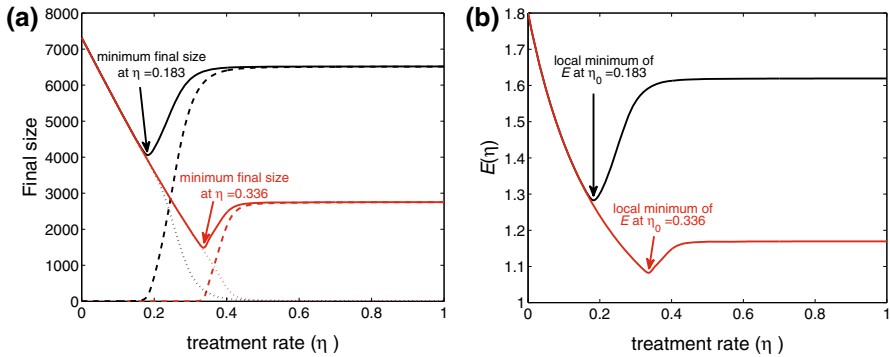 (a)
Final size
8000
7000
6000
5000
4000
3000
2000
1000
0
minimum final size
at η =0.183
minimum final size
at η =0.336
0
0.2
0.4
0.6
0.8
1
treatment rate (η )
(b)
E(η)
1.8
1.7
1.6
1.5
1.4
1.3
1.2
1.1
1
local minimum of
E at η0 =0.183
local minimum of
E at η0 =0.336
0
0.2
0.4
0.6
0.8
1
treatment rate (η )